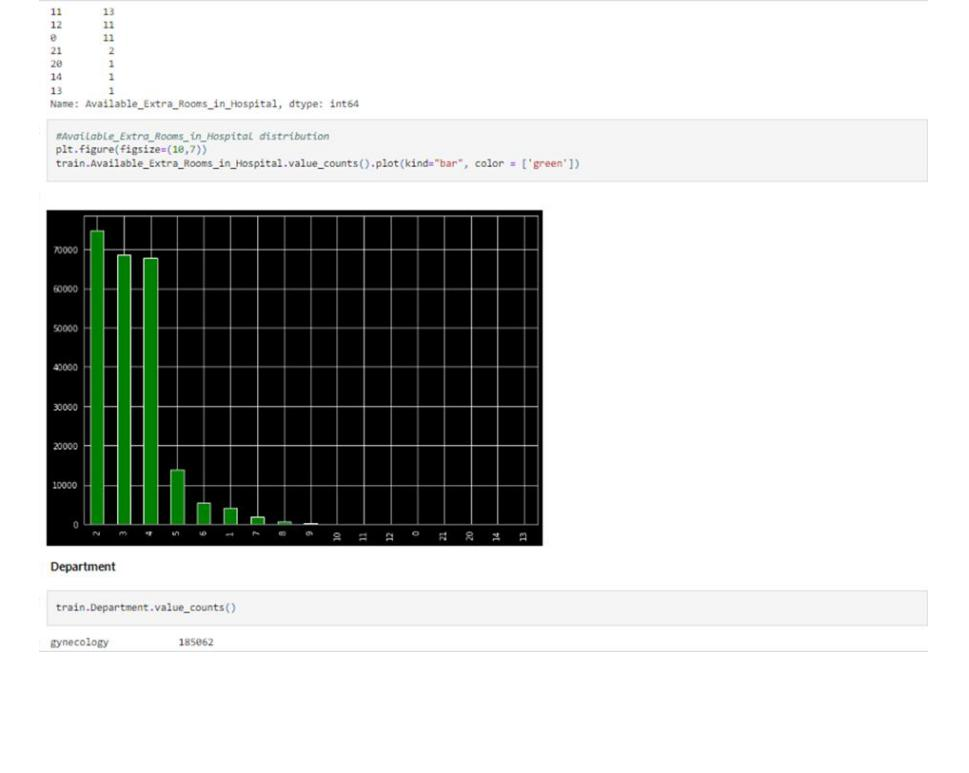 11 13
12 11
0 11
21 2
20 1
14 1
13 1
Name: Available_Extra_Rooms_in_Hospital, dtype: int64
#Available_Extra_Rooms_in_Hospital distribution
plt.figure(figsize=(10,7))
train.Available_Extra_Rooms_in_Hospital.value_counts().plot(kind="bar", color = ['green'])
70000
60000
50000
40000
30000
20000
10000
0
2 3 4 5 6 1 7 8 9 10 11 12 0 21 20 14 13
Department
train.Department.value_counts()
gynecology 185062